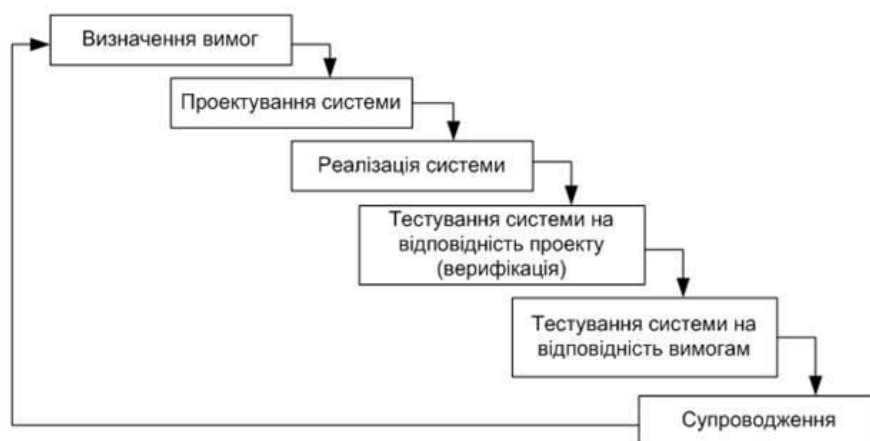 Визначення вимог
Проектування системи
Реалізація системи
Тестування системи на
відповідність проекту
(верифікація)
Тестування системи на
відповідність вимогам
Супроводження